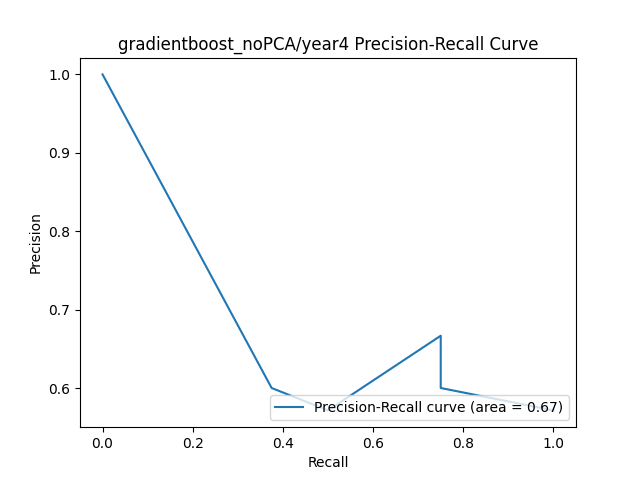 gradientboost_noPCA/year4 Precision-Recall Curve
1.0
0.9
0.8
0.7
0.6
Precision
0.0 0.2 0.4 0.6 0.8 1.0
Recall
Precision-Recall curve (area = 0.67)